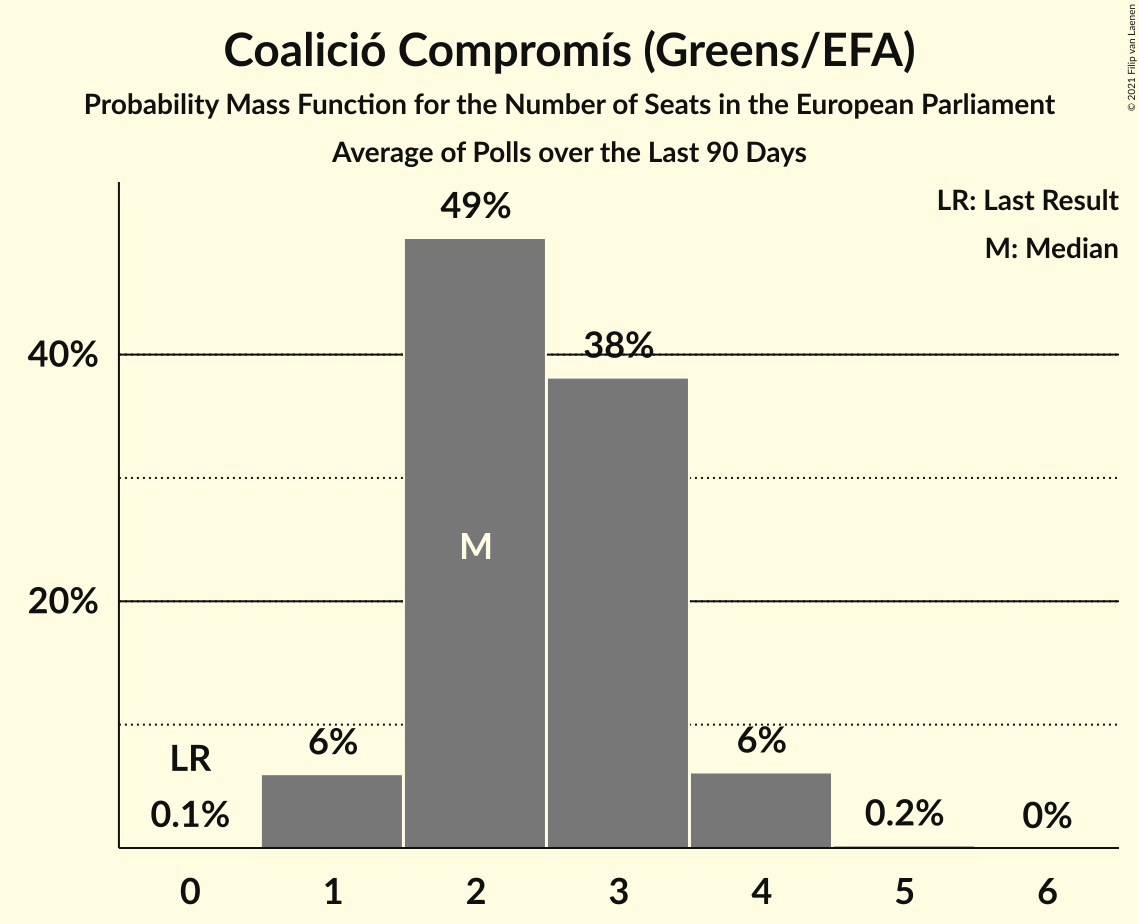 Coalició Compromís (Greens/EFA)
Probability Mass Function for the Number of Seats in the European Parliament
Average of Polls over the Last 90 Days
© 2021 Filip van Laenen
LR: Last Result
M: Median
49%
40%
38%
M
20%
6%
6%
LR
0.1%
0.2%
0%
0 1 2 3 4 5 6